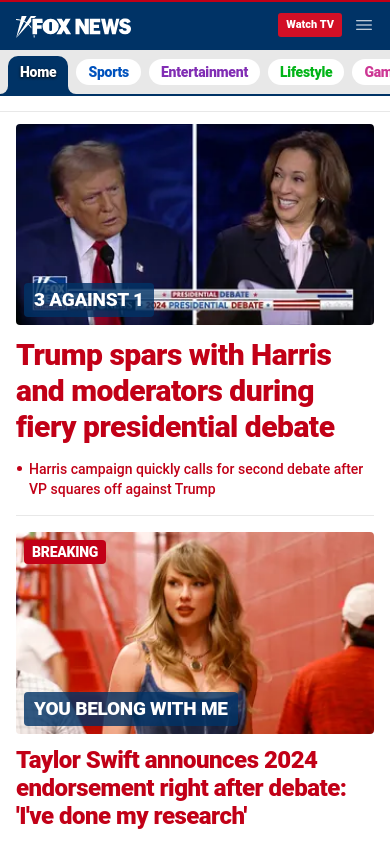 FOX NEWS
Watch TV
Home Sports Entertainment Lifestyle Gam
FOX
PRESIDENTIAL DEBATE
3 AGAINST 1
2024 PRESIDENTIAL DEBATE
Trump spars with Harris
and moderators during
fiery presidential debate
• Harris campaign quickly calls for second debate after
VP squares off against Trump
BREAKING
YOU BELONG WITH ME
Taylor Swift announces 2024
endorsement right after debate:
'I've done my research'